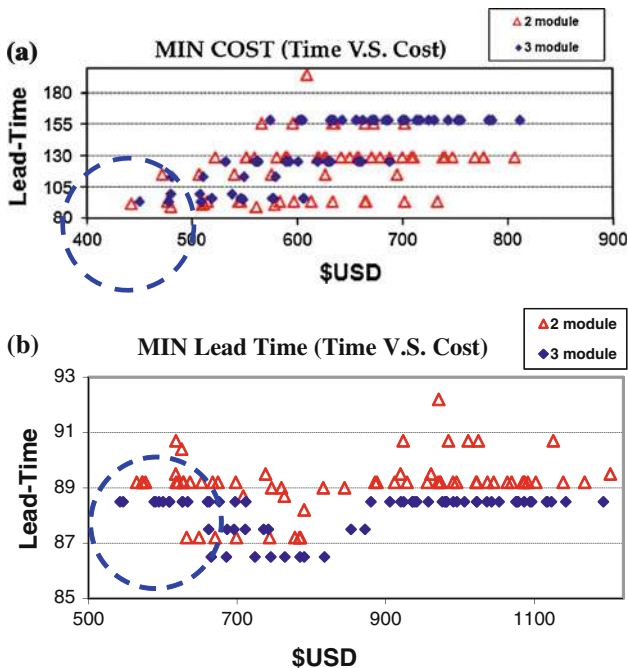 (a)
MIN COST (Time V.S. Cost)
2 module
3 module
Lead-Time
180
155
130
105
80
400 500 600 700 800 900
$USD
(b)
MIN Lead Time (Time V.S. Cost)
2 module
3 module
Lead-Time
93
91
89
87
85
500 700 900 1100
$USD